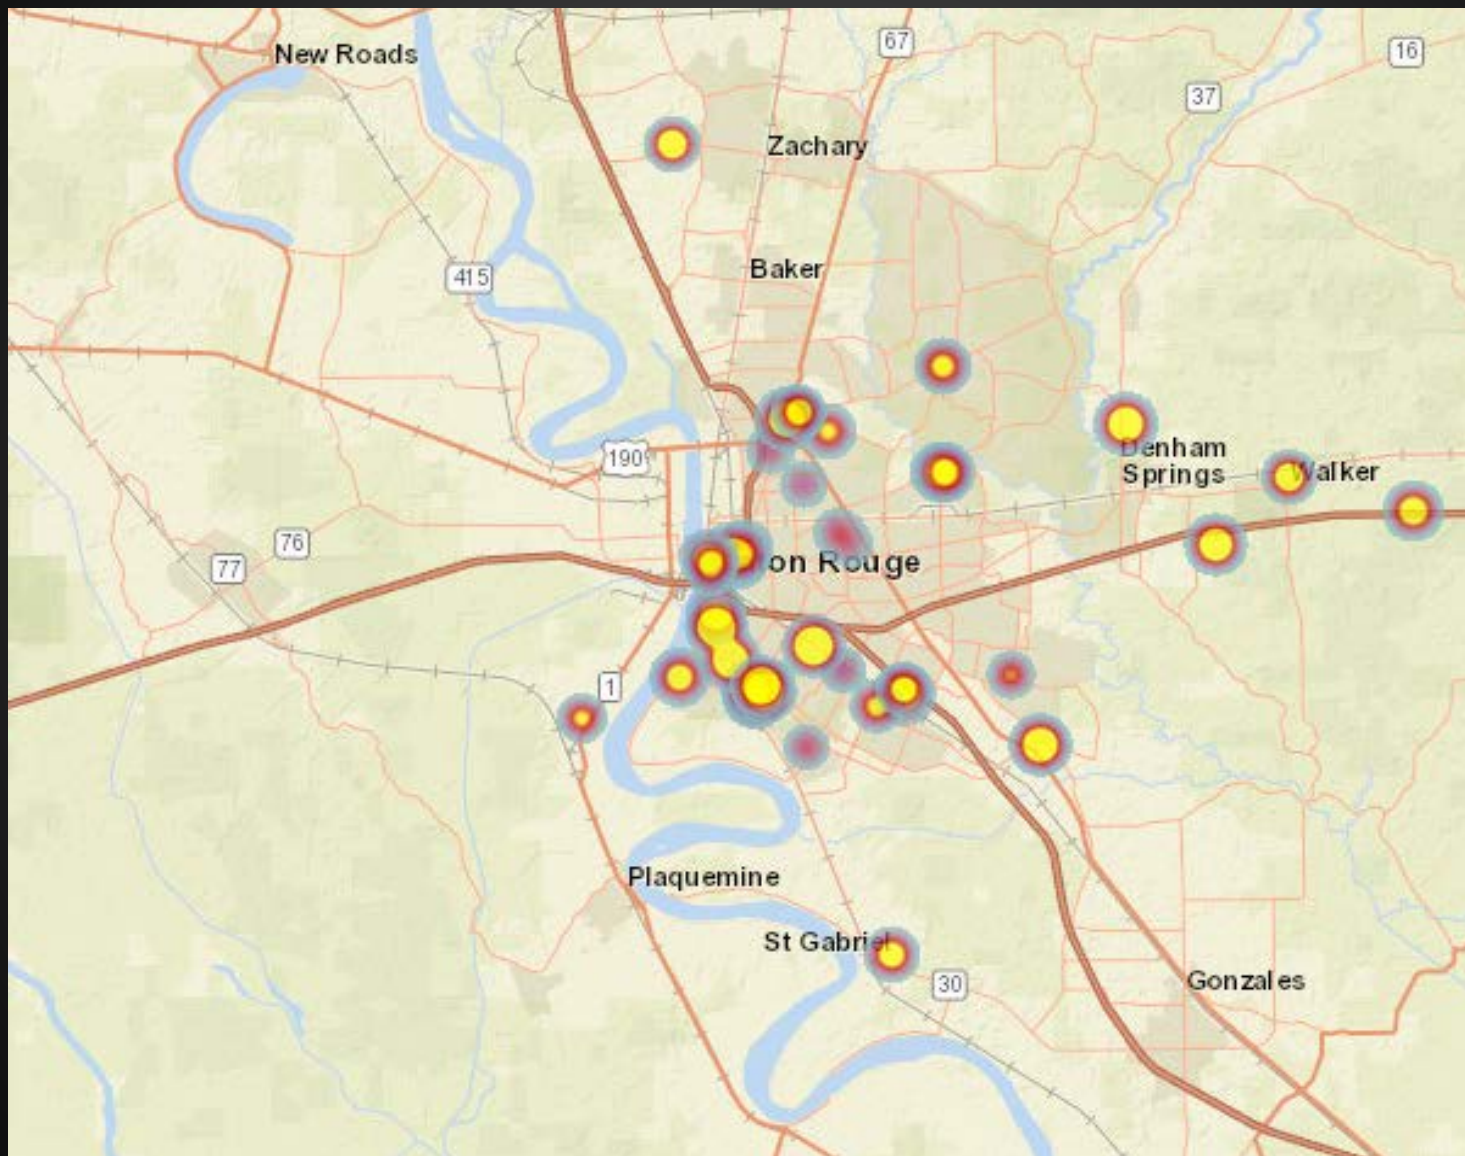 New Roads
67
16
37
Zachary
Baker
415
190
Denham
Springs
Walker
76
77
on Rouge
1
Plaquemine
St Gabriel
30
Gonzales